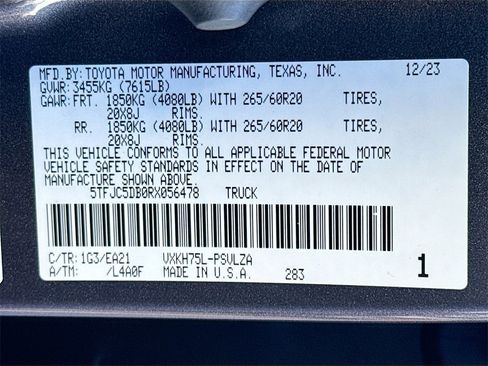 MFD.BY:TOYOTA MOTOR MANUFACTURING, TEXAS, INC. 12/23
GVWR:3455KG (7615LB)
GAWR:FRT. 1850KG (4080LB) WITH 265/60R20 TIRES,
20X8J RIMS.
RR. 1850KG (4080LB) WITH 265/60R20 TIRES,
20X8J RIMS.
THIS VEHICLE CONFORMS TO ALL APPLICABLE FEDERAL MOTOR
VEHICLE SAFETY STANDARDS IN EFFECT ON THE DATE OF
MANUFACTURE SHOWN ABOVE.
5TFJC5DB0RX056478 TRUCK
C/TR:1G3/EA21 VXKH75L-PSVLZA
A/TM: /L4A0F MADE IN U.S.A. 283 1